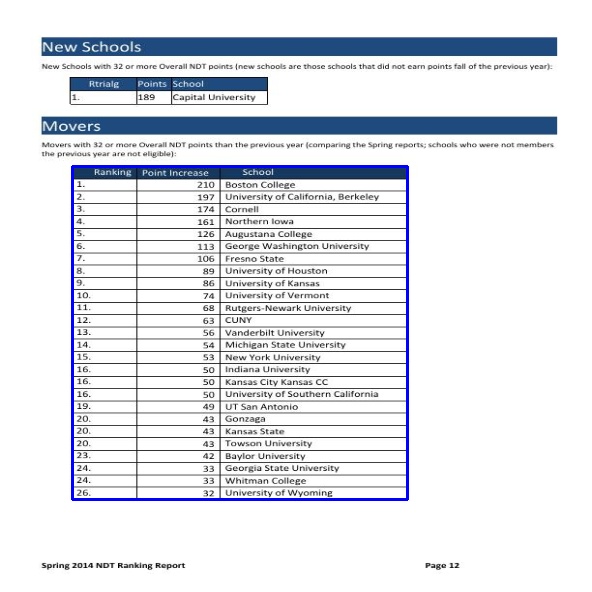 New Schools
New Schools with 32 or more Overall NDT points (new schools are those schools that did not earn points fall of the previous year):
Rtrialg Points School
1. 189 Capital University
Movers
Movers with 32 or more Overall NDT points than the previous year (comparing the Spring reports; schools who were not members
the previous year are not eligible):
Ranking Point Increase School
1. 210 Boston College
2. 197 University of California, Berkeley
3. 174 Cornell
4. 161 Northern Iowa
5. 126 Augustana College
6. 113 George Washington University
7. 106 Fresno State
8. 89 University of Houston
9. 86 University of Kansas
10. 74 University of Vermont
11. 68 Rutgers-Newark University
12. 63 CUNY
13. 56 Vanderbilt University
14. 54 Michigan State University
15. 53 New York University
16. 50 Indiana University
16. 50 Kansas City Kansas CC
16. 50 University of Southern California
19. 49 UT San Antonio
20. 43 Gonzaga
20. 43 Kansas State
20. 43 Towson University
23. 42 Baylor University
24. 33 Georgia State University
24. 33 Whitman College
26. 32 University of Wyoming
Spring 2014 NDT Ranking Report Page 12